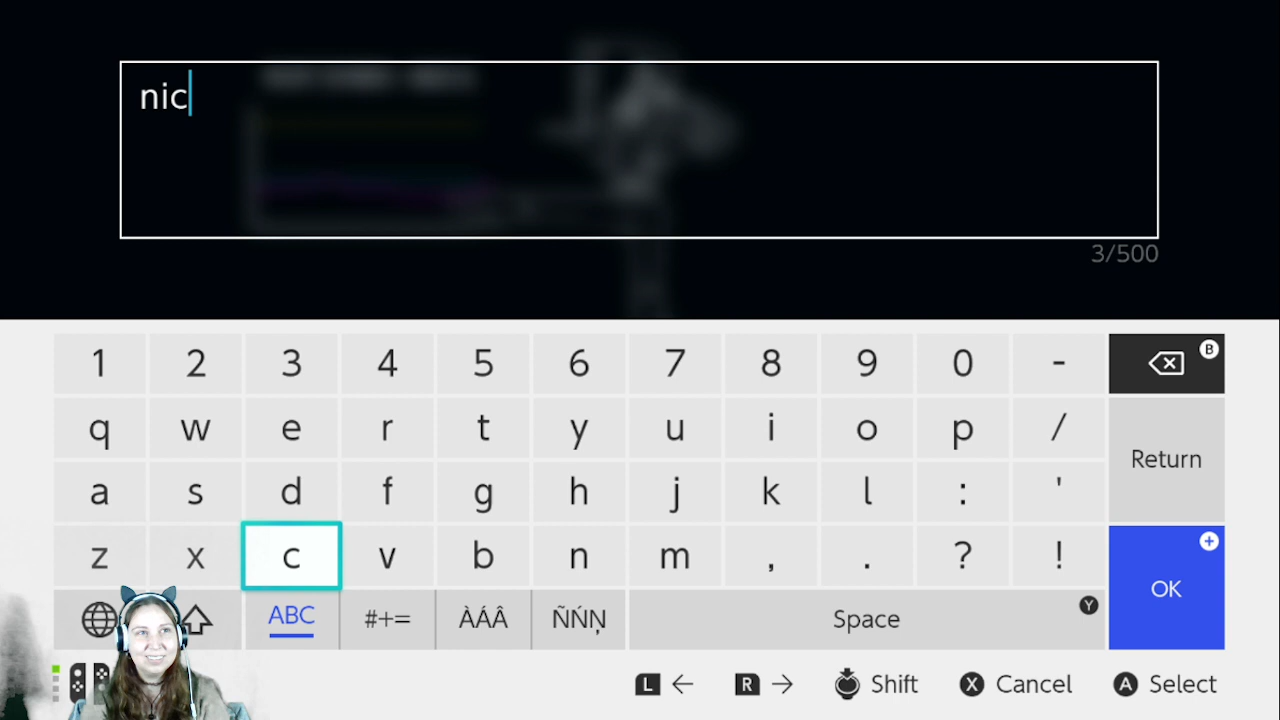 nic
3/500
1 2 3 4 5 6 7 8 9 0 - B
q w e r t y u i o p / Return
a s d f g h j k l : '
z x c v b n m , . ? ! + OK
ABC #+= ÀÁÂ ÑŃŅ Space Y
L ← R → Shift X Cancel A Select